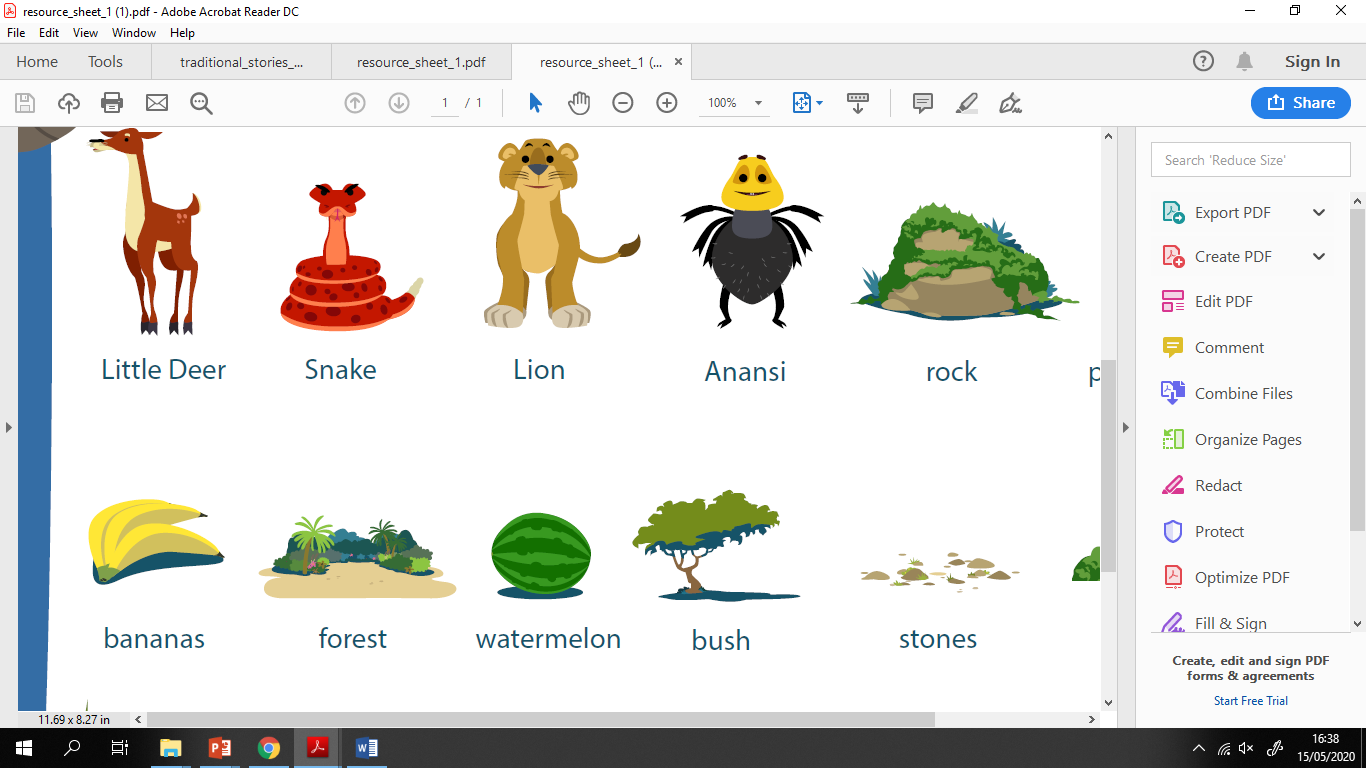 resource_sheet_1 (1).pdf - Adobe Acrobat Reader DC
File Edit View Window Help
Home Tools traditional_stories_... resource_sheet_1.pdf resource_sheet_1 (... Sign In
1 / 1 100% Share
Search 'Reduce Size'
Export PDF
Create PDF
Edit PDF
Comment
Combine Files
Organize Pages
Redact
Protect
Optimize PDF
Fill & Sign
Create, edit and sign PDF
forms & agreements
Start Free Trial
Little Deer Snake Lion Anansi rock p
bananas forest watermelon bush stones
11.69 x 8.27 in
16:38
15/05/2020